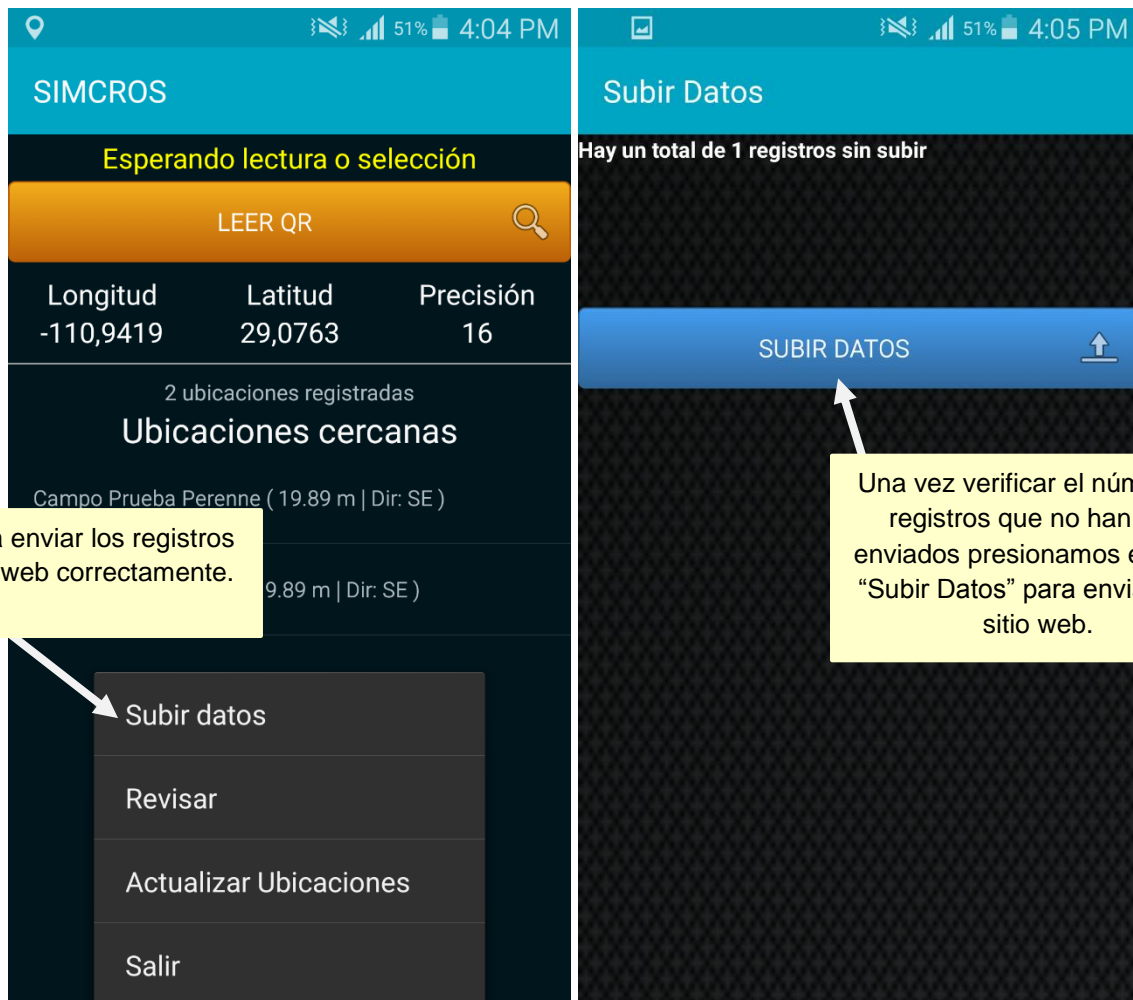 51% 4:04 PM
SIMCROS
Esperando lectura o selección
LEER QR
Longitud Latitud Precisión
-110,9419 29,0763 16
2 ubicaciones registradas
Ubicaciones cercanas
Campo Prueba Perenne ( 19.89 m | Dir: SE )
enviar los registros
web correctamente.
9.89 m | Dir: SE )
Subir datos
Revisar
Actualizar Ubicaciones
Salir
51% 4:05 PM
Subir Datos
Hay un total de 1 registros sin subir
SUBIR DATOS
Una vez verificar el
registros que no han
enviados presionamos
“Subir Datos” para
sitio web.